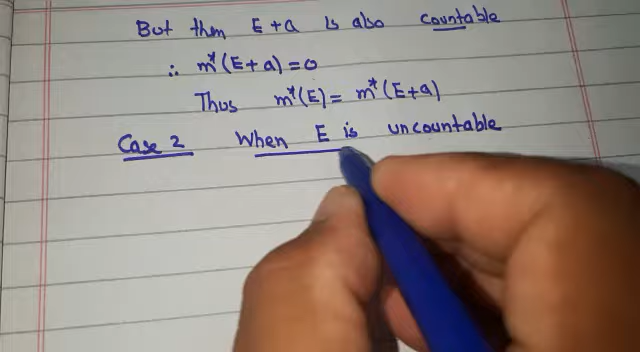 But then E+a is also countable
∴ m*(E+a)=0
Thus m*(E) = m*(E+a)
Case 2 When E is uncountable